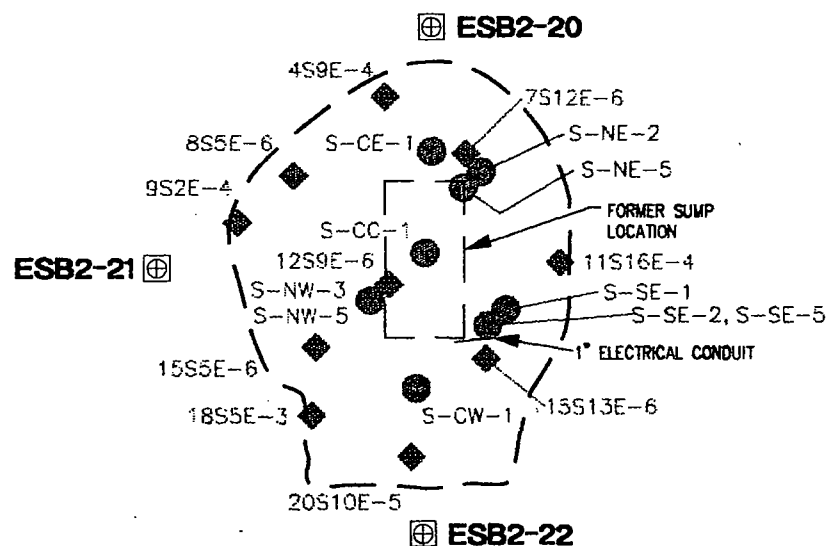 ESB2-20
4S9E-4
7S12E-6
S-CE-1
S-NE-2
8S5E-6
S-NE-5
9S2E-4
FORMER SUMP
LOCATION
S-CC-1
ESB2-21
12S9E-6
11S16E-4
S-NW-3
S-SE-1
S-NW-5
S-SE-2, S-SE-5
1" ELECTRICAL CONDUIT
15S5E-6
18S5E-3
S-CW-1
15S13E-6
20S10E-5
ESB2-22